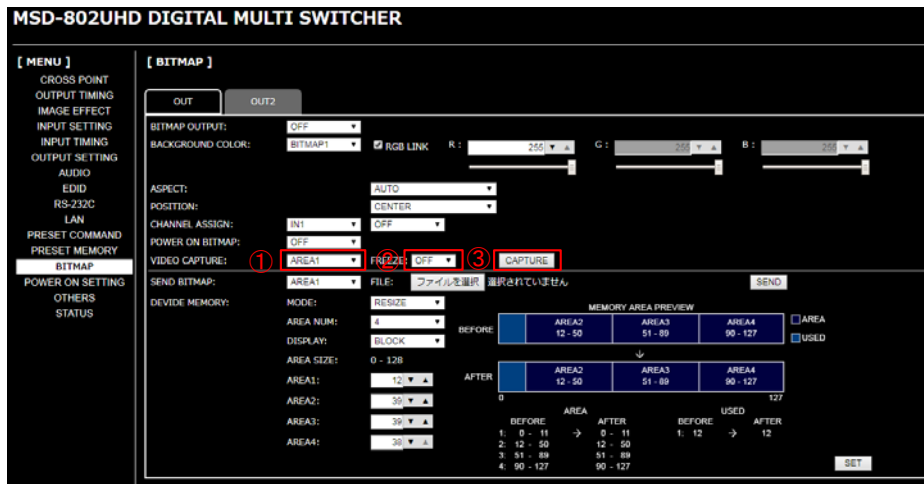 MSD-802UHD DIGITAL MULTI SWITCHER
[ MENU ]
CROSS POINT
OUTPUT TIMING
IMAGE EFFECT
INPUT SETTING
INPUT TIMING
OUTPUT SETTING
AUDIO
EDID
RS-232C
LAN
PRESET COMMAND
PRESET MEMORY
BITMAP
POWER ON SETTING
OTHERS
STATUS
[ BITMAP ]
OUT OUT2
BITMAP OUTPUT: OFF
BACKGROUND COLOR: BITMAP1 RGB LINK R : 255 G : 255 B : 255
ASPECT: AUTO
POSITION: CENTER
CHANNEL ASSIGN: IN1 OFF
POWER ON BITMAP: OFF
VIDEO CAPTURE: ① AREA1 ② FREEZE: OFF ③ CAPTURE
SEND BITMAP: AREA1 FILE: ファイルを選択 選択されていません SEND
DEVIDE MEMORY: MODE: RESIZE
AREA NUM: 4
DISPLAY: BLOCK
AREA SIZE: 0 - 128
AREA1: 12
AREA2: 39
AREA3: 39
AREA4: 38
MEMORY AREA PREVIEW
BEFORE AREA2 AREA3 AREA4 AREA
12 - 50 51 - 89 90 - 127 USED
↓
AFTER AREA2 AREA3 AREA4
12 - 50 51 - 89 90 - 127
0 127
AREA USED
BEFORE AFTER BEFORE AFTER
1: 0 - 11 → 0 - 11 1: 12 → 12
2: 12 - 50 12 - 50
3: 51 - 89 51 - 89
4: 90 - 127 90 - 127
SET